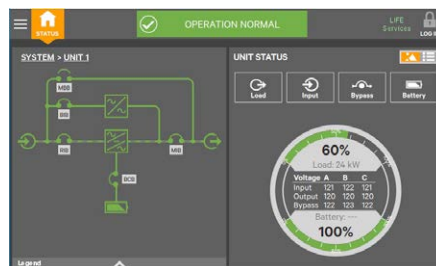 STATUS
OPERATION NORMAL
LIFE
Services
LOG IN
SYSTEM > UNIT 1
UNIT STATUS
MBB
BIB
RIB
MIB
BCB
Load
Input
Bypass
Battery
60%
Load: 24 kW
Voltage A B C
Input 121 122 121
Output 120 120 120
Bypass 122 123 122
Battery: ---
100%
Legend